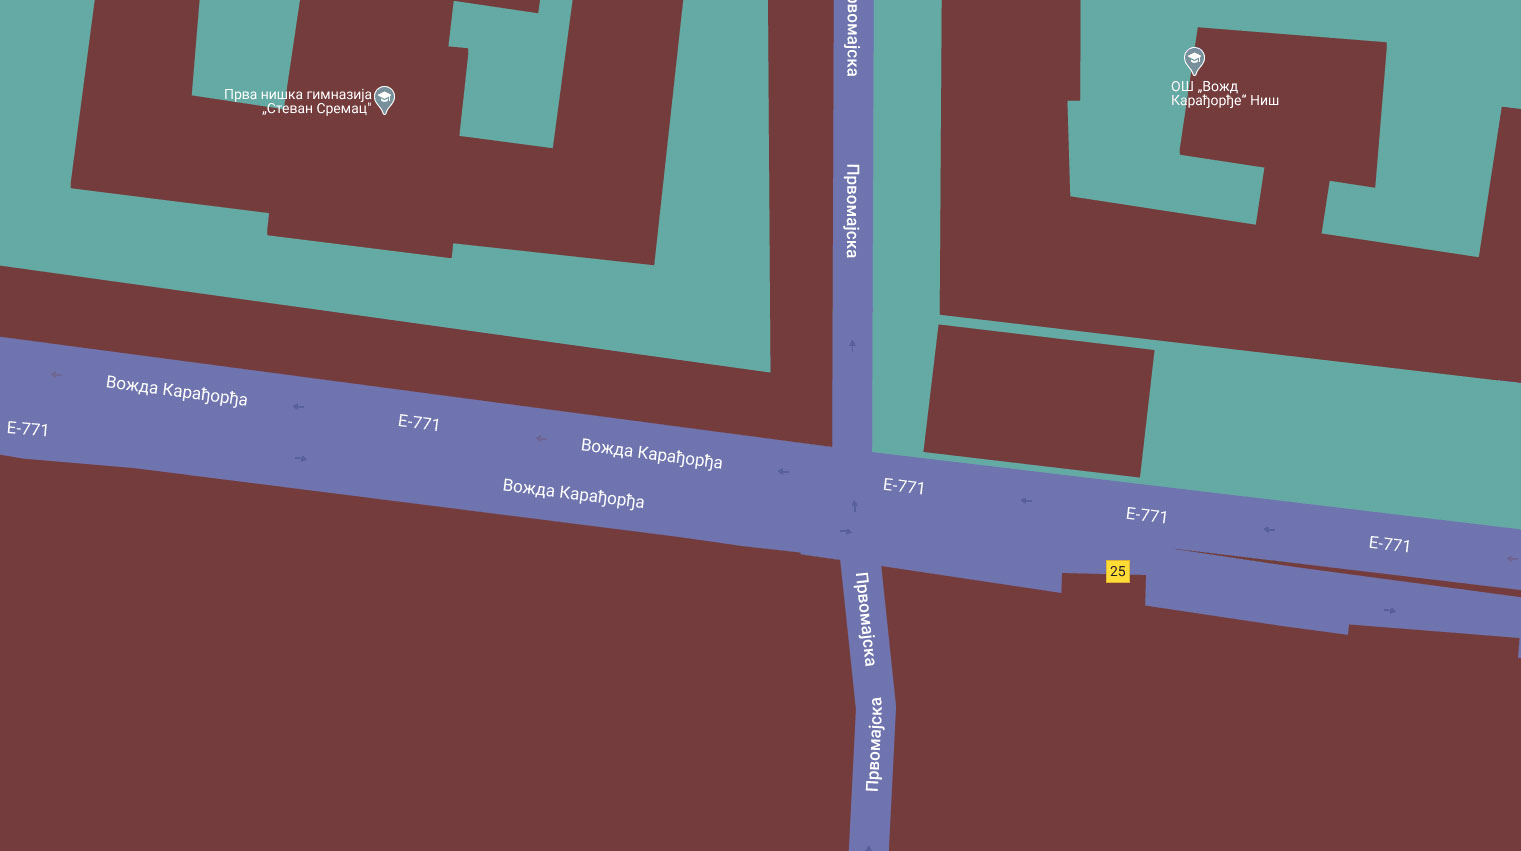 рвомајска
ОШ „Вожд
Карађорђе“ Ниш
Прва нишка гимназија
„Стеван Сремац"
Првомајска
Вожда Карађорђа
Е-771
Е-771
Вожда Карађорђа
Вожда Карађорђа
Е-771
Е-771
Е-771
25
Првомајска
Првомајска